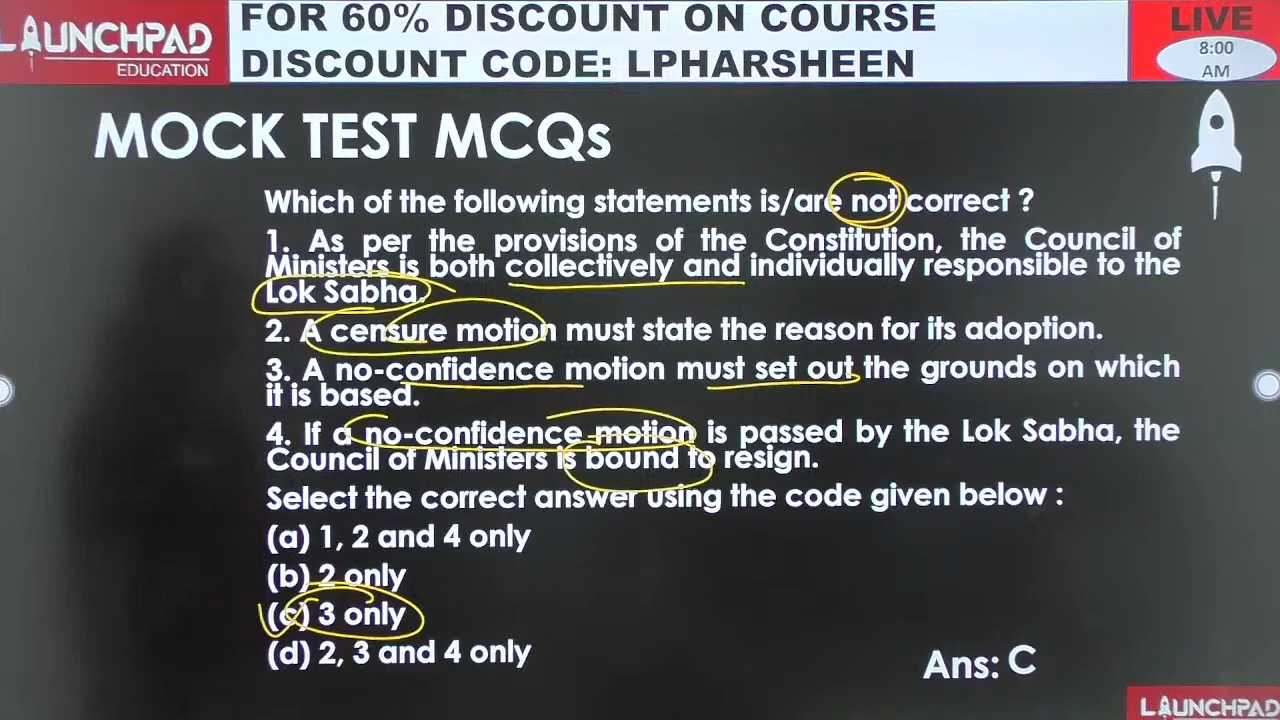 LAUNCHPAD
EDUCATION
FOR 60% DISCOUNT ON COURSE
DISCOUNT CODE: LPHARSHEEN
LIVE
8:00
AM
MOCK TEST MCQs
Which of the following statements is/are not correct ?
1. As per the provisions of the Constitution, the Council of
Ministers is both collectively and individually responsible to the
Lok Sabha.
2. A censure motion must state the reason for its adoption.
3. A no-confidence motion must set out the grounds on which
it is based.
4. If a no-confidence motion is passed by the Lok Sabha, the
Council of Ministers is bound to resign.
Select the correct answer using the code given below :
(a) 1, 2 and 4 only
(b) 2 only
(c) 3 only
(d) 2, 3 and 4 only
Ans: C
LAUNCHPAD